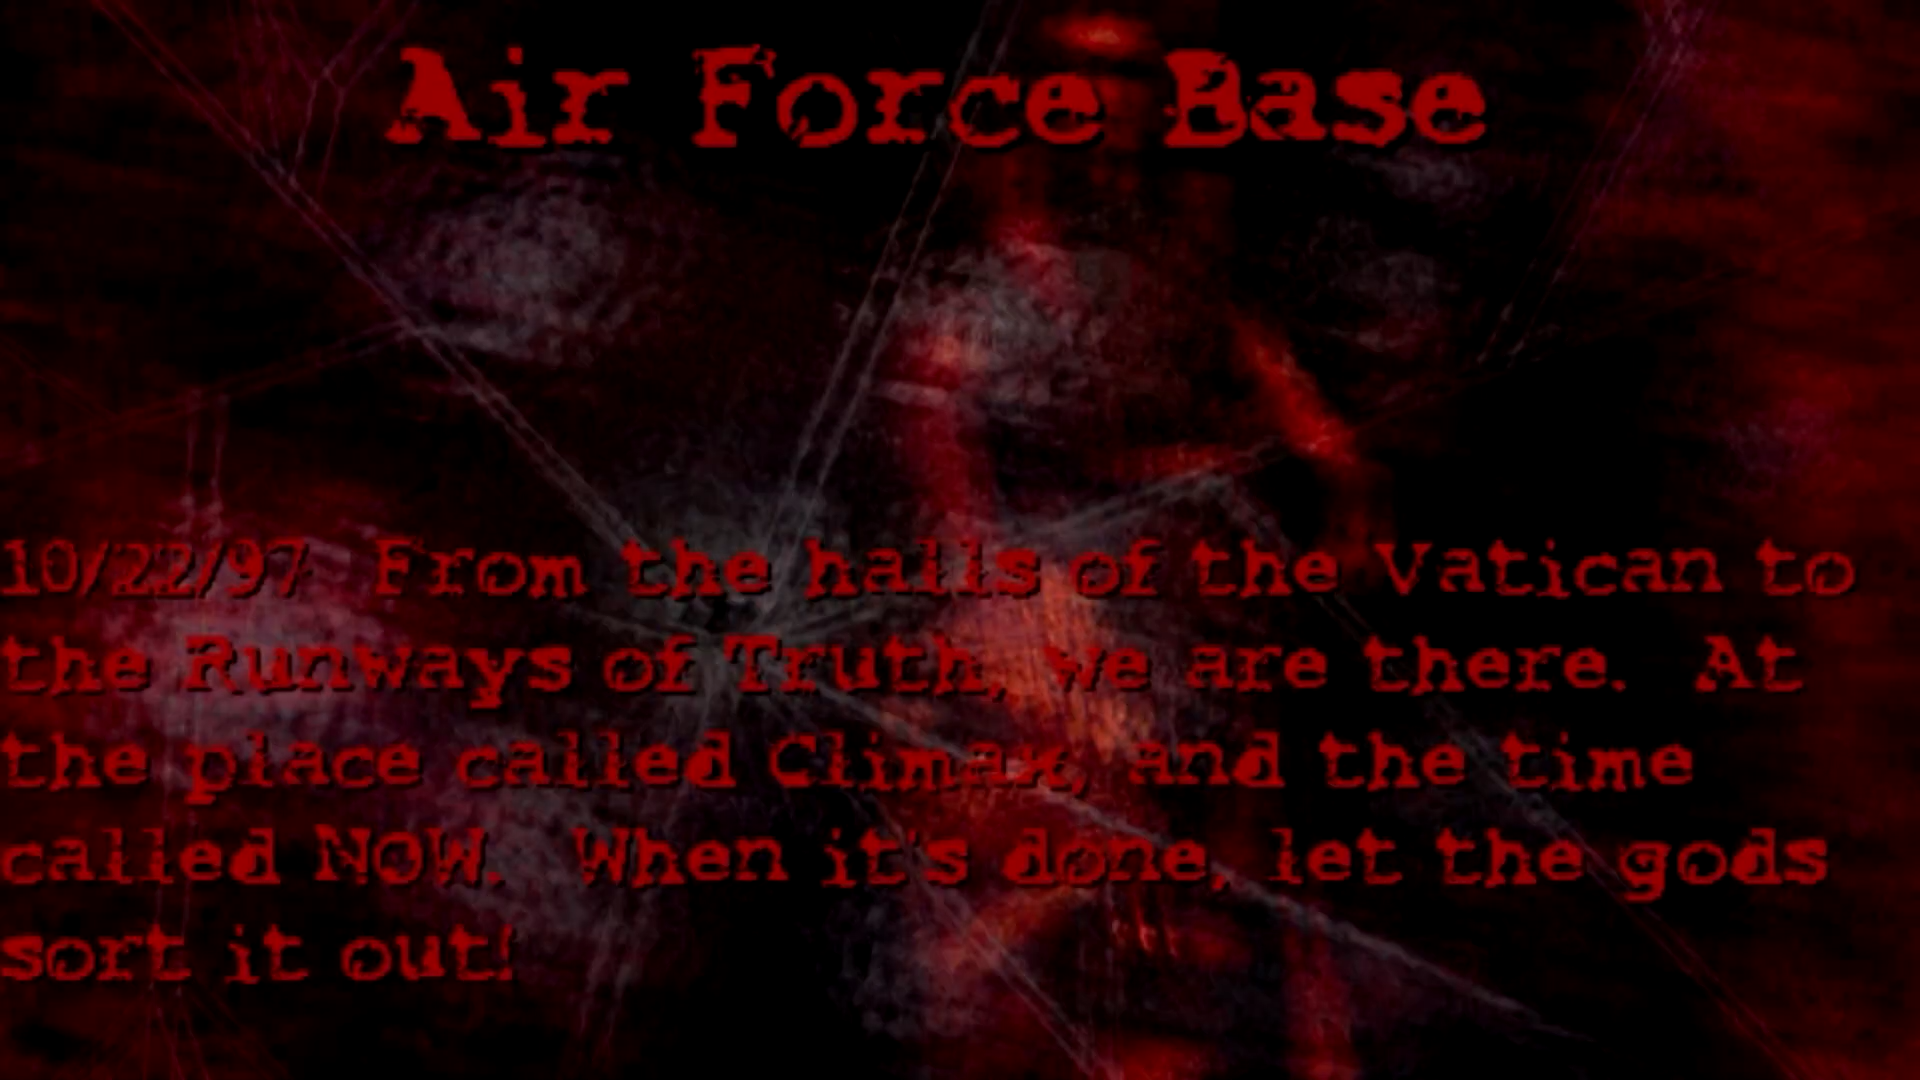 Air Force Base
10/22/97  From the halls of the Vatican to
the Runways of Truth, we are there.  At
the place called Climax, and the time
called NOW.  When it's done, let the gods
sort it out!